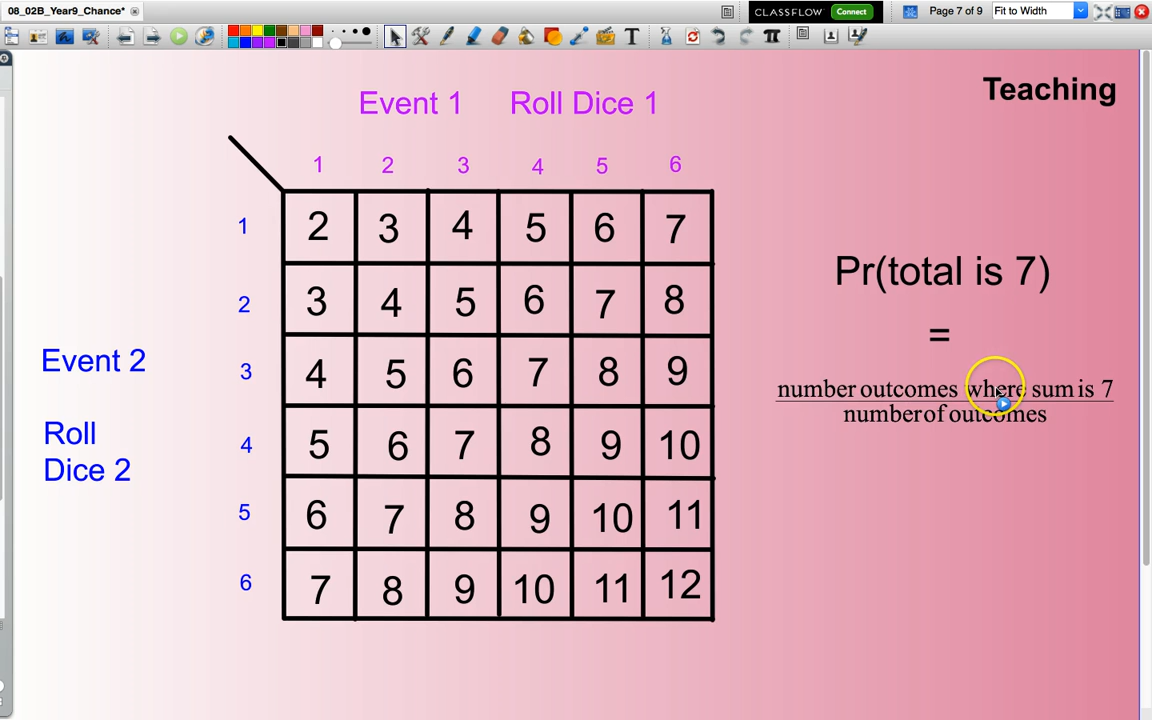 08_02B_Year9_Chance*
CLASSFLOW Connect
Page 7 of 9
Fit to Width
Teaching
Event 1 Roll Dice 1
1 2 3 4 5 6
1 2 3 4 5 6 7
2 3 4 5 6 7 8
3 4 5 6 7 8 9
4 5 6 7 8 9 10
5 6 7 8 9 10 11
6 7 8 9 10 11 12
Event 2
Roll
Dice 2
Pr(total is 7)
=
number outcomes where sum is 7
number of outcomes